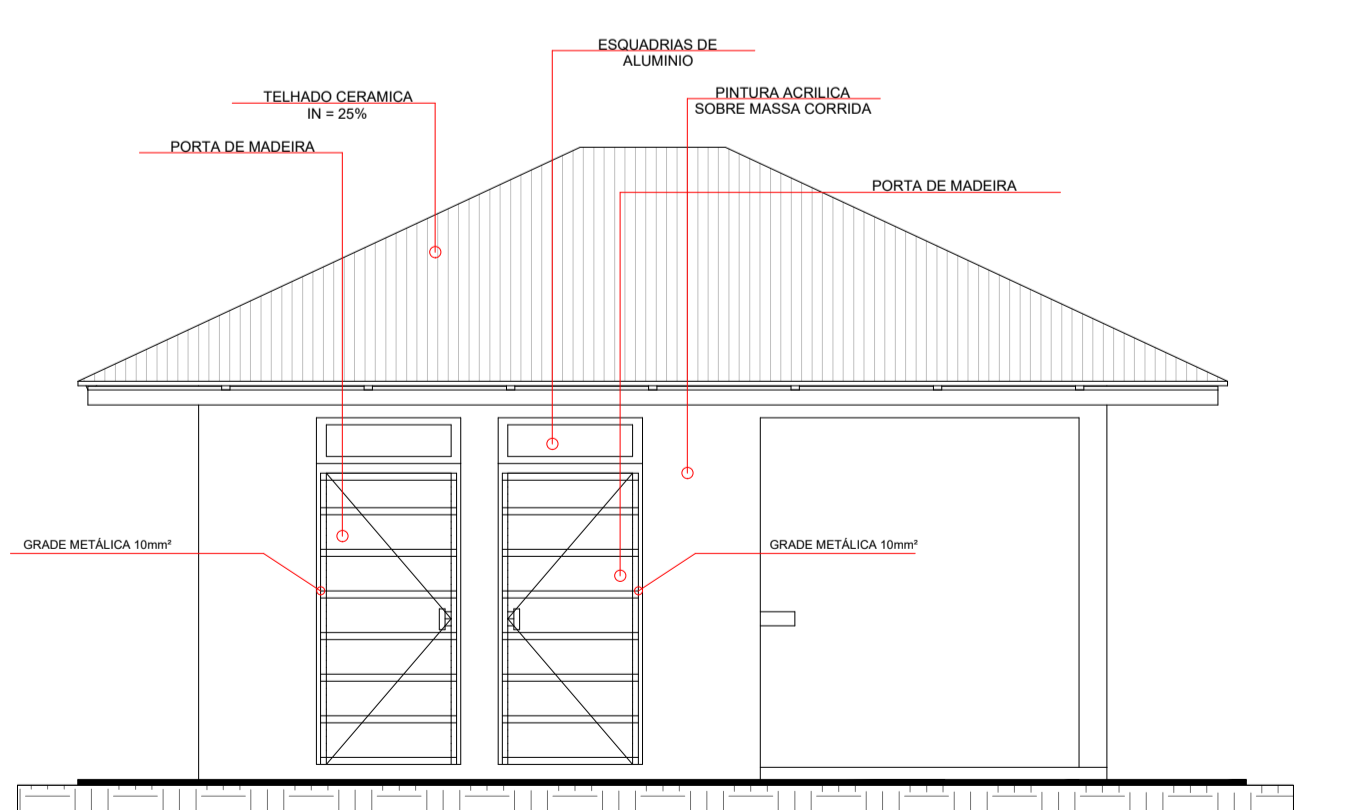 ESQUADRIAS DE
ALUMINIO
TELHADO CERAMICA
IN = 25%
PINTURA ACRILICA
SOBRE MASSA CORRIDA
PORTA DE MADEIRA
PORTA DE MADEIRA
GRADE METÁLICA 10mm²
GRADE METÁLICA 10mm²